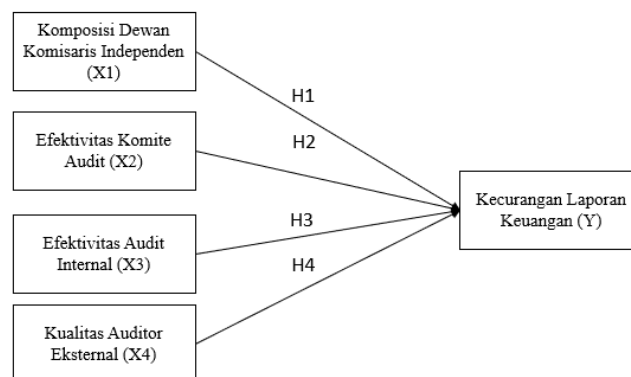 Komposisi Dewan
Komisaris Independen
(X1)
H1
H2
Efektivitas Komite
Audit (X2)
Kecurangan Laporan
Keuangan (Y)
Efektivitas Audit
Internal (X3)
H3
H4
Kualitas Auditor
Eksternal (X4)